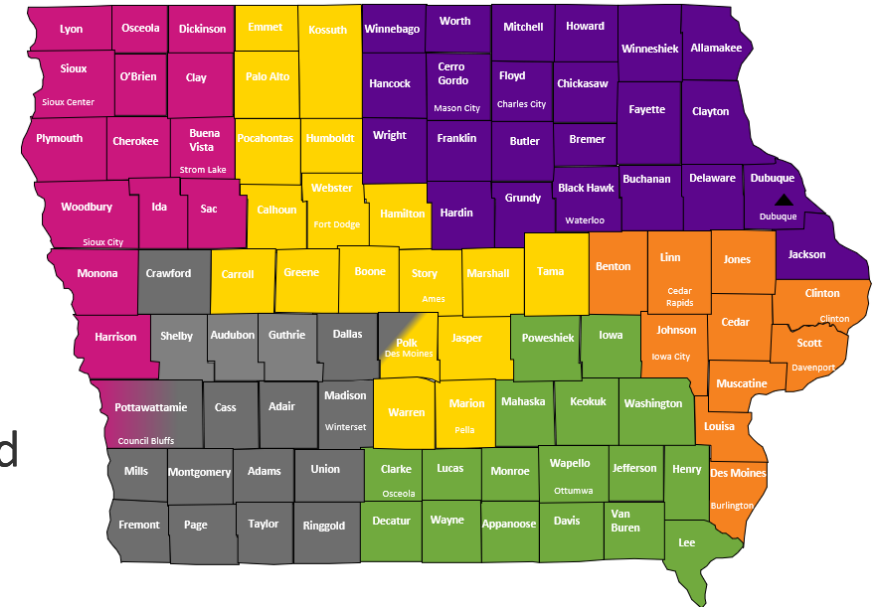 Lyon
Osceola
Dickinson
Emmet
Kossuth
Winnebago
Worth
Mitchell
Howard
Winneshiek
Allamakee
Sioux
Sioux Center
O'Brien
Clay
Palo Alto
Hancock
Cerro
Gordo
Mason City
Floyd
Charles City
Chickasaw
Fayette
Clayton
Plymouth
Cherokee
Buena
Vista
Strom Lake
Pocahontas
Humboldt
Wright
Franklin
Butler
Bremer
Woodbury
Sioux City
Ida
Sac
Calhoun
Webster
Fort Dodge
Hamilton
Hardin
Grundy
Black Hawk
Waterloo
Buchanan
Delaware
Dubuque
Dubuque
Monona
Crawford
Carroll
Greene
Boone
Story
Ames
Marshall
Tama
Benton
Linn
Cedar
Rapids
Jones
Jackson
Clinton
Clinton
Harrison
Shelby
Audubon
Guthrie
Dallas
Polk
Des Moines
Jasper
Poweshiek
Iowa
Johnson
Iowa City
Cedar
Scott
Davenport
Muscatine
Pottawattamie
Council Bluffs
Cass
Adair
Madison
Winterset
Warren
Marion
Pella
Mahaska
Keokuk
Washington
Louisa
d
Mills
Montgomery
Adams
Union
Clarke
Osceola
Lucas
Monroe
Wapello
Ottumwa
Jefferson
Henry
Des Moines
Burlington
Fremont
Page
Taylor
Ringgold
Decatur
Wayne
Appanoose
Davis
Van
Buren
Lee